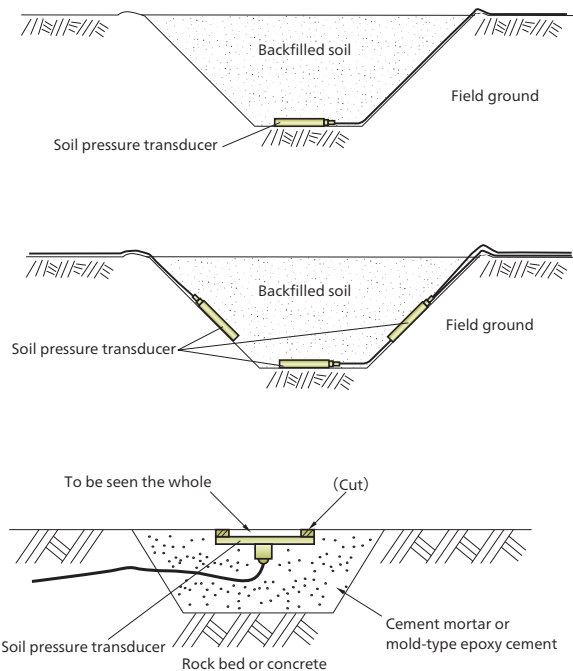 Backfilled soil
Field ground
Soil pressure transducer
Backfilled soil
Field ground
Soil pressure transducer
To be seen the whole
(Cut)
Cement mortar or
mold-type epoxy cement
Soil pressure transducer
Rock bed or concrete